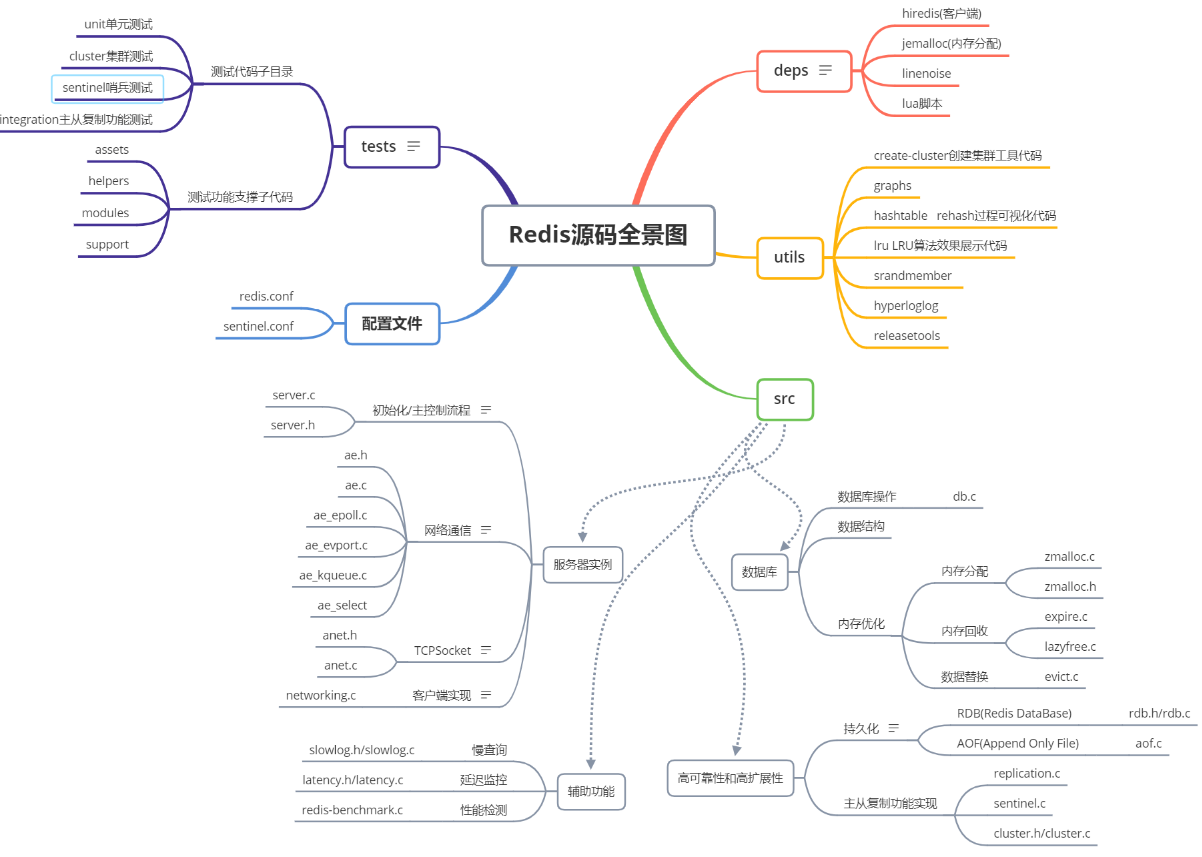 Redis源码全景图
tests
测试代码子目录
unit单元测试
cluster集群测试
sentinel哨兵测试
integration主从复制功能测试
测试功能支撑子代码
assets
helpers
modules
support
配置文件
redis.conf
sentinel.conf
deps
hiredis(客户端)
jemalloc(内存分配)
linenoise
lua脚本
utils
create-cluster创建集群工具代码
graphs
hashtable rehash过程可视化代码
lru LRU算法效果展示代码
srandmember
hyperloglog
releasetools
src
服务器实例
初始化/主控制流程
server.c
server.h
网络通信
ae.h
ae.c
ae_epoll.c
ae_evport.c
ae_kqueue.c
ae_select
TCPSocket
anet.h
anet.c
客户端实现
networking.c
数据库
数据库操作
db.c
数据结构
内存优化
内存分配
zmalloc.c
zmalloc.h
内存回收
expire.c
lazyfree.c
数据替换
evict.c
高可靠性和高扩展性
持久化
RDB(Redis DataBase)
rdb.h/rdb.c
AOF(Append Only File)
aof.c
主从复制功能实现
replication.c
sentinel.c
cluster.h/cluster.c
辅助功能
慢查询
slowlog.h/slowlog.c
延迟监控
latency.h/latency.c
性能检测
redis-benchmark.c